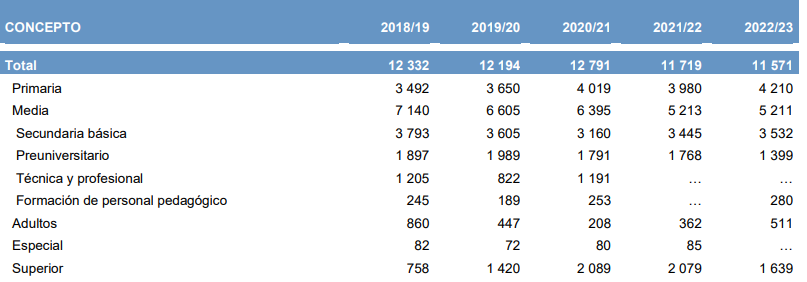 CONCEPTO 2018/19 2019/20 2020/21 2021/22 2022/23
Total 12 332 12 194 12 791 11 719 11 571
Primaria 3 492 3 650 4 019 3 980 4 210
Media 7 140 6 605 6 395 5 213 5 211
Secundaria básica 3 793 3 605 3 160 3 445 3 532
Preuniversitario 1 897 1 989 1 791 1 768 1 399
Técnica y profesional 1 205 822 1 191 … …
Formación de personal pedagógico 245 189 253 … 280
Adultos 860 447 208 362 511
Especial 82 72 80 85 …
Superior 758 1 420 2 089 2 079 1 639